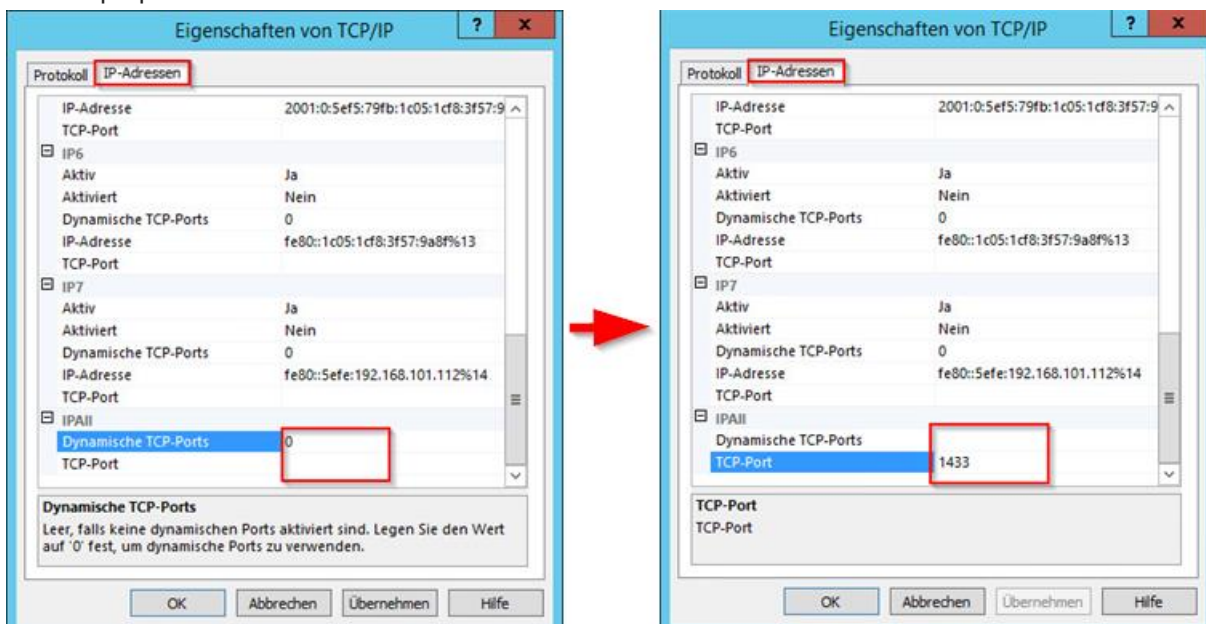 Eigenschaften von TCP/IP
? x
Protokoll IP-Adressen
IP-Adresse 2001:0:5ef5:79fb:1c05:1cf8:3f57:9
TCP-Port
IP6
Aktiv Ja
Aktiviert Nein
Dynamische TCP-Ports 0
IP-Adresse fe80::1c05:1cf8:3f57:9a8f%13
TCP-Port
IP7
Aktiv Ja
Aktiviert Nein
Dynamische TCP-Ports 0
IP-Adresse fe80::5efe:192.168.101.112%14
TCP-Port
IPAll
Dynamische TCP-Ports 0
TCP-Port
Dynamische TCP-Ports
Leer, falls keine dynamischen Ports aktiviert sind. Legen Sie den Wert
auf '0' fest, um dynamische Ports zu verwenden.
OK Abbrechen Übernehmen Hilfe
Eigenschaften von TCP/IP
? x
Protokoll IP-Adressen
IP-Adresse 2001:0:5ef5:79fb:1c05:1cf8:3f57:9
TCP-Port
IP6
Aktiv Ja
Aktiviert Nein
Dynamische TCP-Ports 0
IP-Adresse fe80::1c05:1cf8:3f57:9a8f%13
TCP-Port
IP7
Aktiv Ja
Aktiviert Nein
Dynamische TCP-Ports 0
IP-Adresse fe80::5efe:192.168.101.112%14
TCP-Port
IPAll
Dynamische TCP-Ports
TCP-Port 1433
TCP-Port
TCP-Port
OK Abbrechen Übernehmen Hilfe